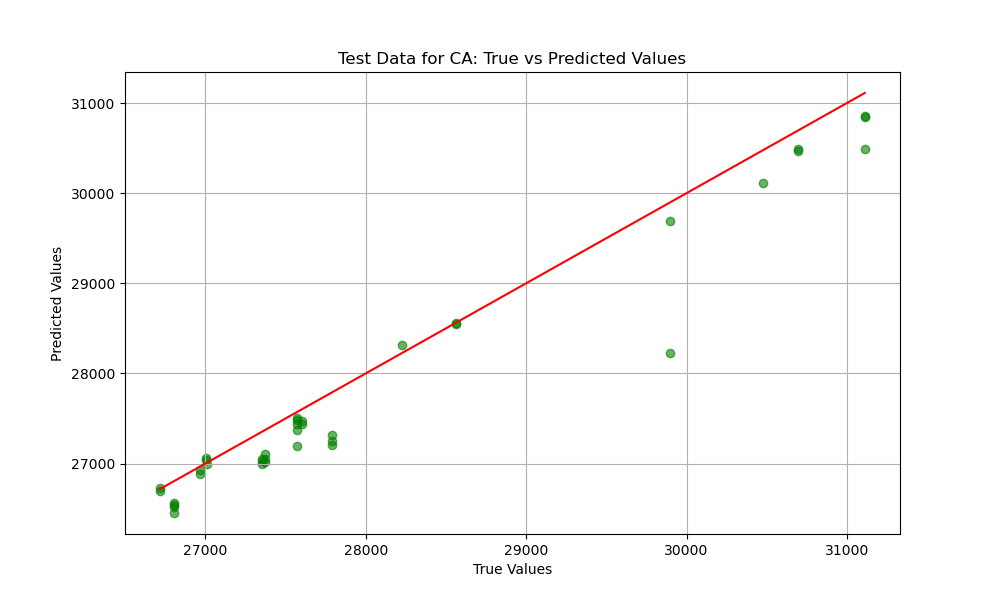 Test Data for CA: True vs Predicted Values
31000
30000
29000
28000
27000
Predicted Values
27000 28000 29000 30000 31000
True Values